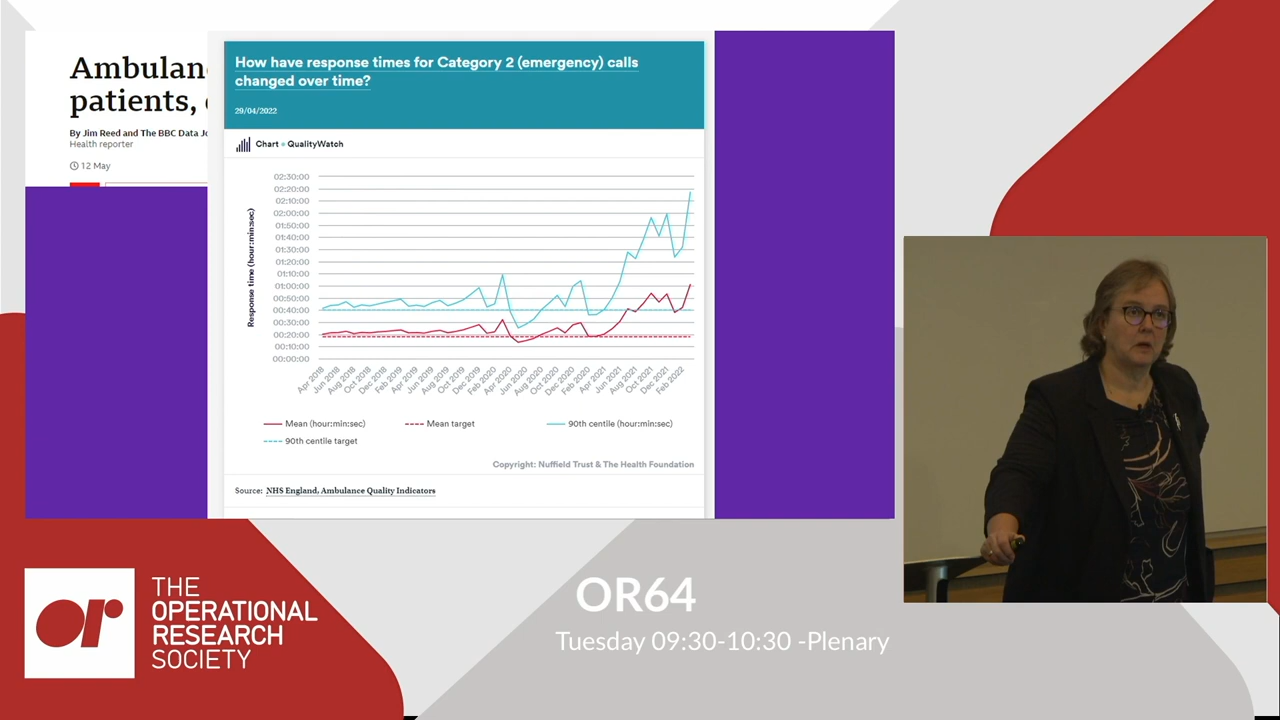 Ambulan
patients,
By Jim Reed and The BBC Data Jo
Health reporter
12 May
How have response times for Category 2 (emergency) calls
changed over time?
29/04/2022
Chart • QualityWatch
Response time (hour:min:sec)
02:30:00
02:20:00
02:10:00
02:00:00
01:50:00
01:40:00
01:30:00
01:20:00
01:10:00
01:00:00
00:50:00
00:40:00
00:30:00
00:20:00
00:10:00
00:00:00
Apr 2018
Jun 2018
Aug 2018
Oct 2018
Dec 2018
Feb 2019
Apr 2019
Jun 2019
Aug 2019
Oct 2019
Dec 2019
Feb 2020
Apr 2020
Jun 2020
Aug 2020
Oct 2020
Dec 2020
Feb 2020
Apr 2021
Jun 2021
Aug 2021
Oct 2021
Dec 2021
Feb 2022
Mean (hour:min:sec)
Mean target
90th centile (hour:min:sec)
90th centile target
Copyright: Nuffield Trust & The Health Foundation
Source: NHS England, Ambulance Quality Indicators
or
THE
OPERATIONAL
RESEARCH
SOCIETY
OR64
Tuesday 09:30-10:30 -Plenary